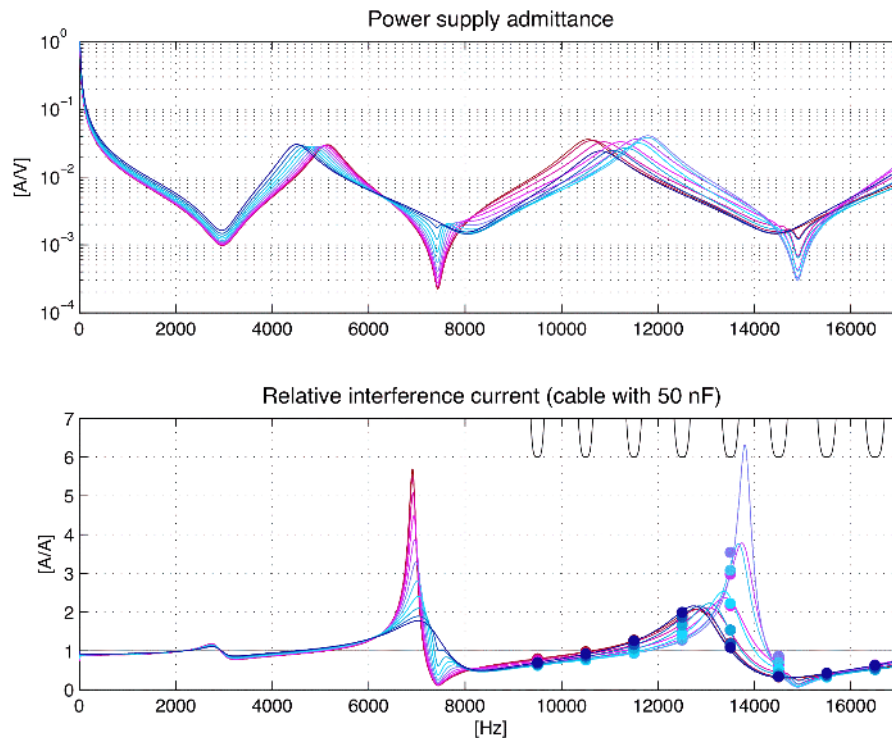 Power supply admittance
10^0
10^-1
10^-2
10^-3
10^-4
[A/V]
0 2000 4000 6000 8000 10000 12000 14000 16000
Relative interference current (cable with 50 nF)
7
6
5
4
3
2
1
0
[A/A]
0 2000 4000 6000 8000 10000 12000 14000 16000
[Hz]